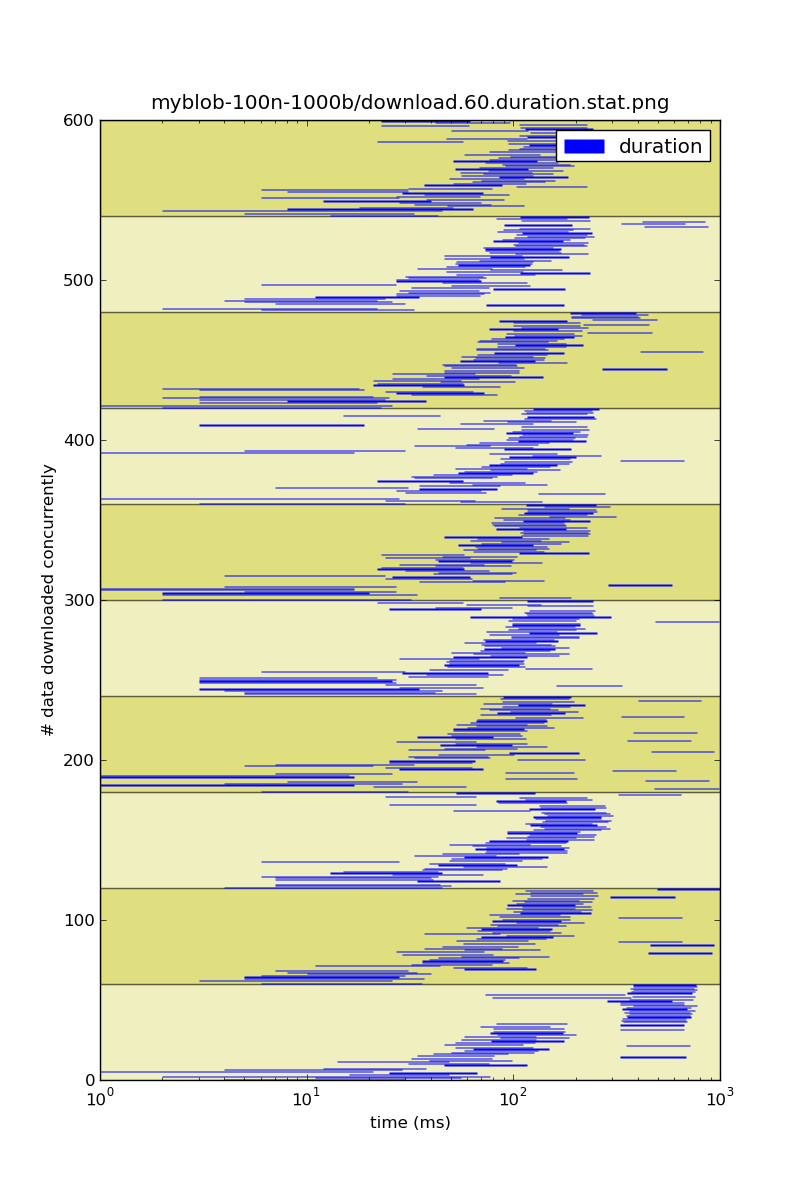 myblob-100n-1000b/download.60.duration.stat.png
duration
600
500
400
300
200
100
0
# data downloaded concurrently
10^0 10^1 10^2 10^3
time (ms)